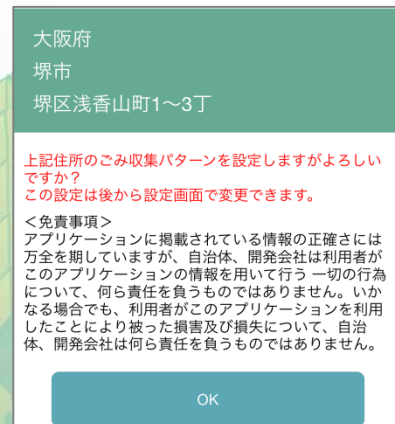 大阪府
堺市
堺区浅香山町1〜3丁
上記住所のごみ収集パターンを設定しますがよろしい
ですか？
この設定は後から設定画面で変更できます。
＜免責事項＞
アプリケーションに掲載されている情報の正確さには
万全を期していますが、自治体、開発会社は利用者が
このアプリケーションの情報を用いて行う 一切の行為
について、何ら責任を負うものではありません。いか
なる場合でも、利用者がこのアプリケーションを利用
したことにより被った損害及び損失について、自治
体、開発会社は何ら責任を負うものではありません。
OK